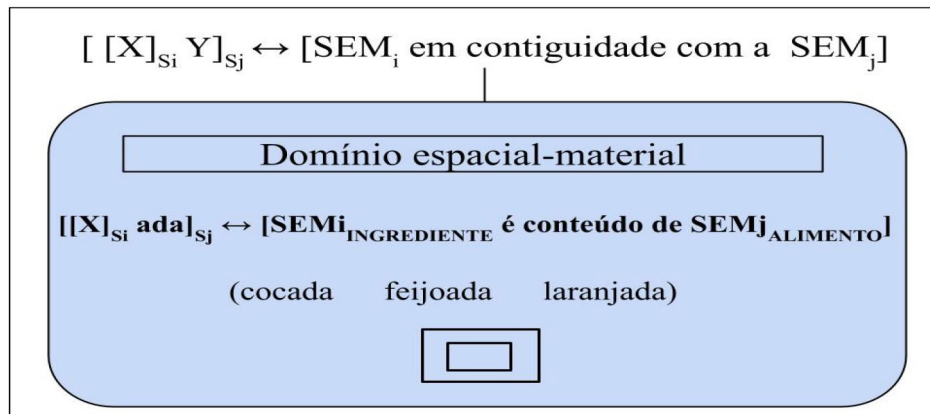 [ [X]Si Y]Sj ↔ [SEMi em contiguidade com a SEMj]
Domínio espacial-material
[[X]Si ada]Sj ↔ [SEMiINGREDIENTE é conteúdo de SEMjALIMENTO]
(cocada feijoada laranjada)